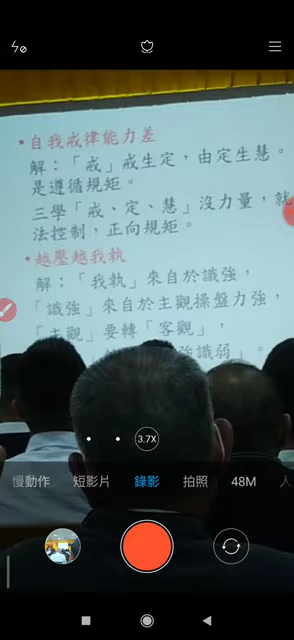 •自我戒律能力差
解：「戒」戒生定，由定生慧。
是遵循規矩。
三學「戒、定、慧」沒力量，就
法控制，正向規矩。
•越壓越我執
解：「我執」來自於識強，
「識強」來自於主觀操盤力強，
「主觀」要轉「客觀」，
強識弱」。
3.7X
慢動作 短影片 錄影 拍照 48M 人